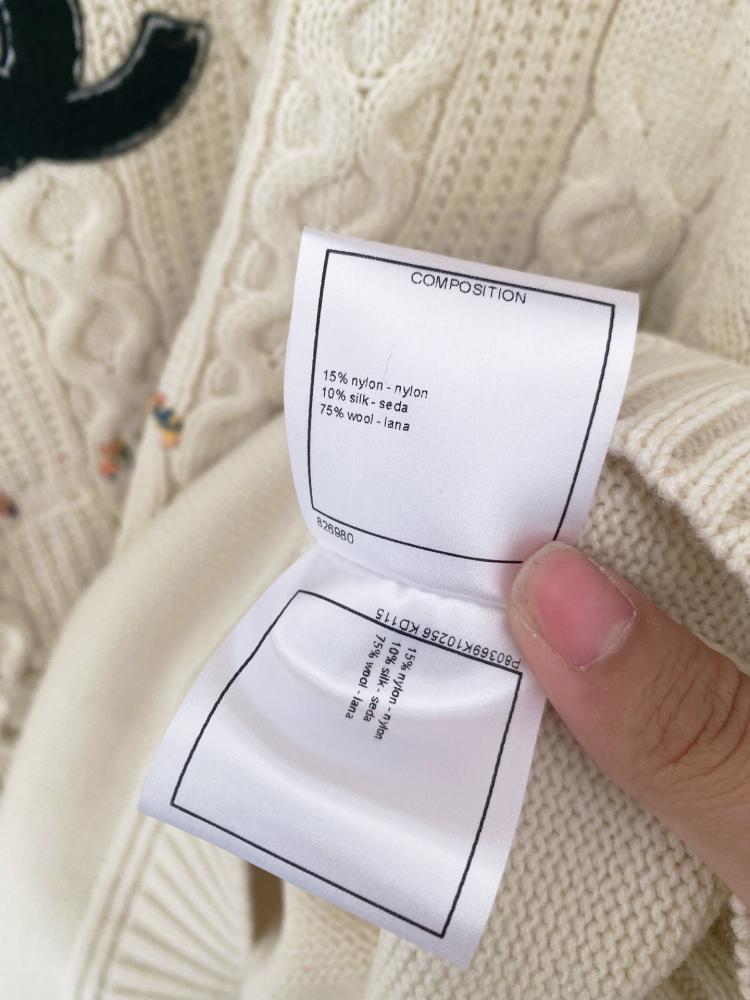 COMPOSITION
15% nylon - nylon
10% silk - seda
75% wool - lana
826980
P80369K10256 KD115
15% nylon - nylon
10% silk - seda
75% wool - lana